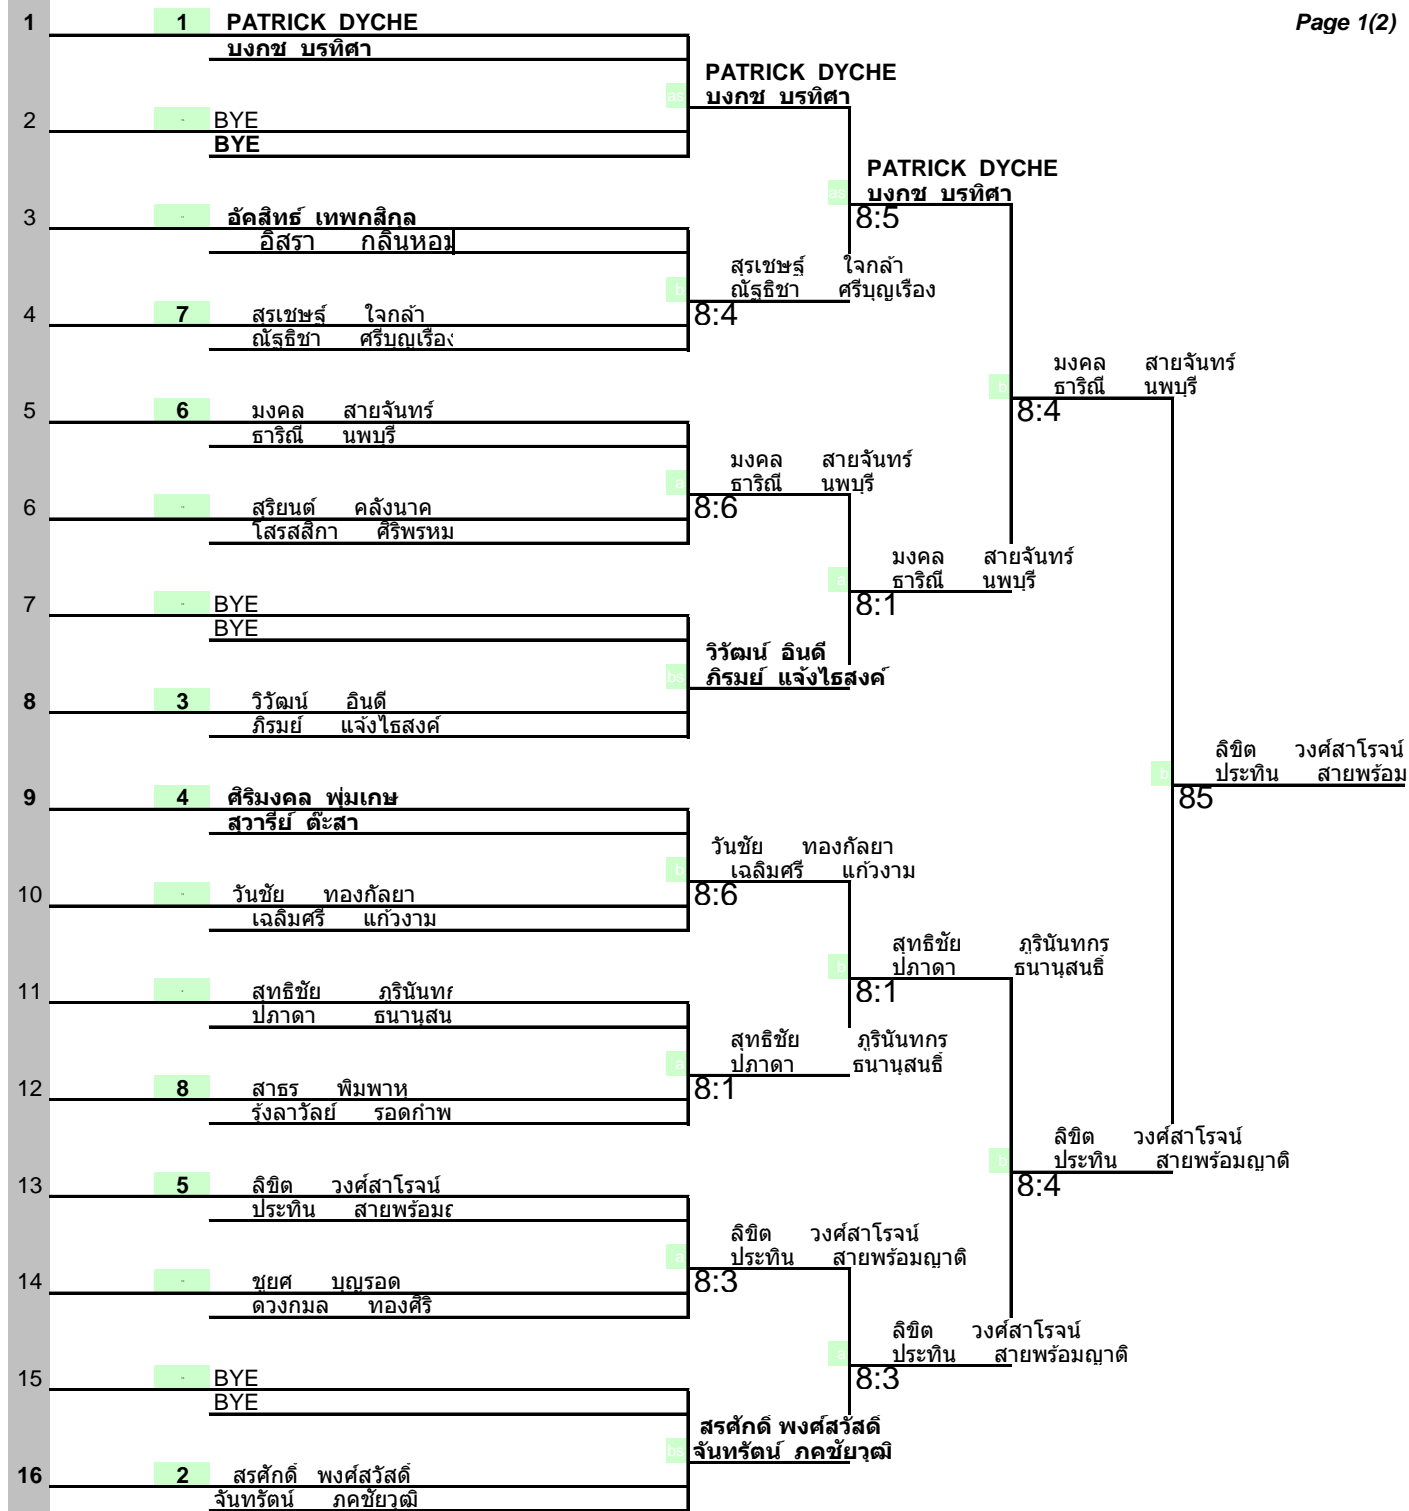 1 1 PATRICK DYCHE
บงกช บรทิศา
Page 1(2)
PATRICK DYCHE
as บงกช บรทิศา
2 - BYE
BYE
PATRICK DYCHE
as บงกช บรทิศา
8:5
3 - อัคสิทธ์ เทพกสิกุล
อิสรา กลิ่นหอม
สุรเชษฐ์ ใจกล้า
b ณัฐธิชา ศรีบุญเรือง
8:4
4 7 สุรเชษฐ์ ใจกล้า
ณัฐธิชา ศรีบุญเรือง
มงคล สายจันทร์
b ธาริณี นพบุรี
8:4
5 6 มงคล สายจันทร์
ธาริณี นพบุรี
มงคล สายจันทร์
a ธาริณี นพบุรี
8:6
6 - สุริยนต์ คลังนาค
โสรสสิกา ศิริพรหม
มงคล สายจันทร์
a ธาริณี นพบุรี
8:1
7 - BYE
BYE
วิวัฒน์ อินดี
bs ภิรมย์ แจ้งไธสงค์
8 3 วิวัฒน์ อินดี
ภิรมย์ แจ้งไธสงค์
ลิขิต วงศ์สาโรจน์
b ประทิน สายพร้อม
85
9 4 ศิริมงคล พุ่มเกษ
สุวารีย์ ต๊ะสา
วันชัย ทองกัลยา
b เฉลิมศรี แก้วงาม
8:6
10 - วันชัย ทองกัลยา
เฉลิมศรี แก้วงาม
สุทธิชัย ภูรินันทกร
b ปภาดา ธนานุสนธิ์
8:1
11 - สุทธิชัย ภูรินันทก
ปภาดา ธนานุสน
สุทธิชัย ภูรินันทกร
a ปภาดา ธนานุสนธิ์
8:1
12 8 สาธร พิมพาหุ
รุ้งลาวัลย์ รอดกำพ
ลิขิต วงศ์สาโรจน์
b ประทิน สายพร้อมญาติ
8:4
13 5 ลิขิต วงศ์สาโรจน์
ประทิน สายพร้อมญ
ลิขิต วงศ์สาโรจน์
a ประทิน สายพร้อมญาติ
8:3
14 - ชูยศ บุญรอด
ดวงกมล ทองศิริ
ลิขิต วงศ์สาโรจน์
a ประทิน สายพร้อมญาติ
8:3
15 - BYE
BYE
สรศักดิ์ พงศ์สวัสดิ์
bs จันทรัตน์ ภคชัยวุฒิ
16 2 สรศักดิ์ พงศ์สวัสดิ์
จันทรัตน์ ภคชัยวุฒิ